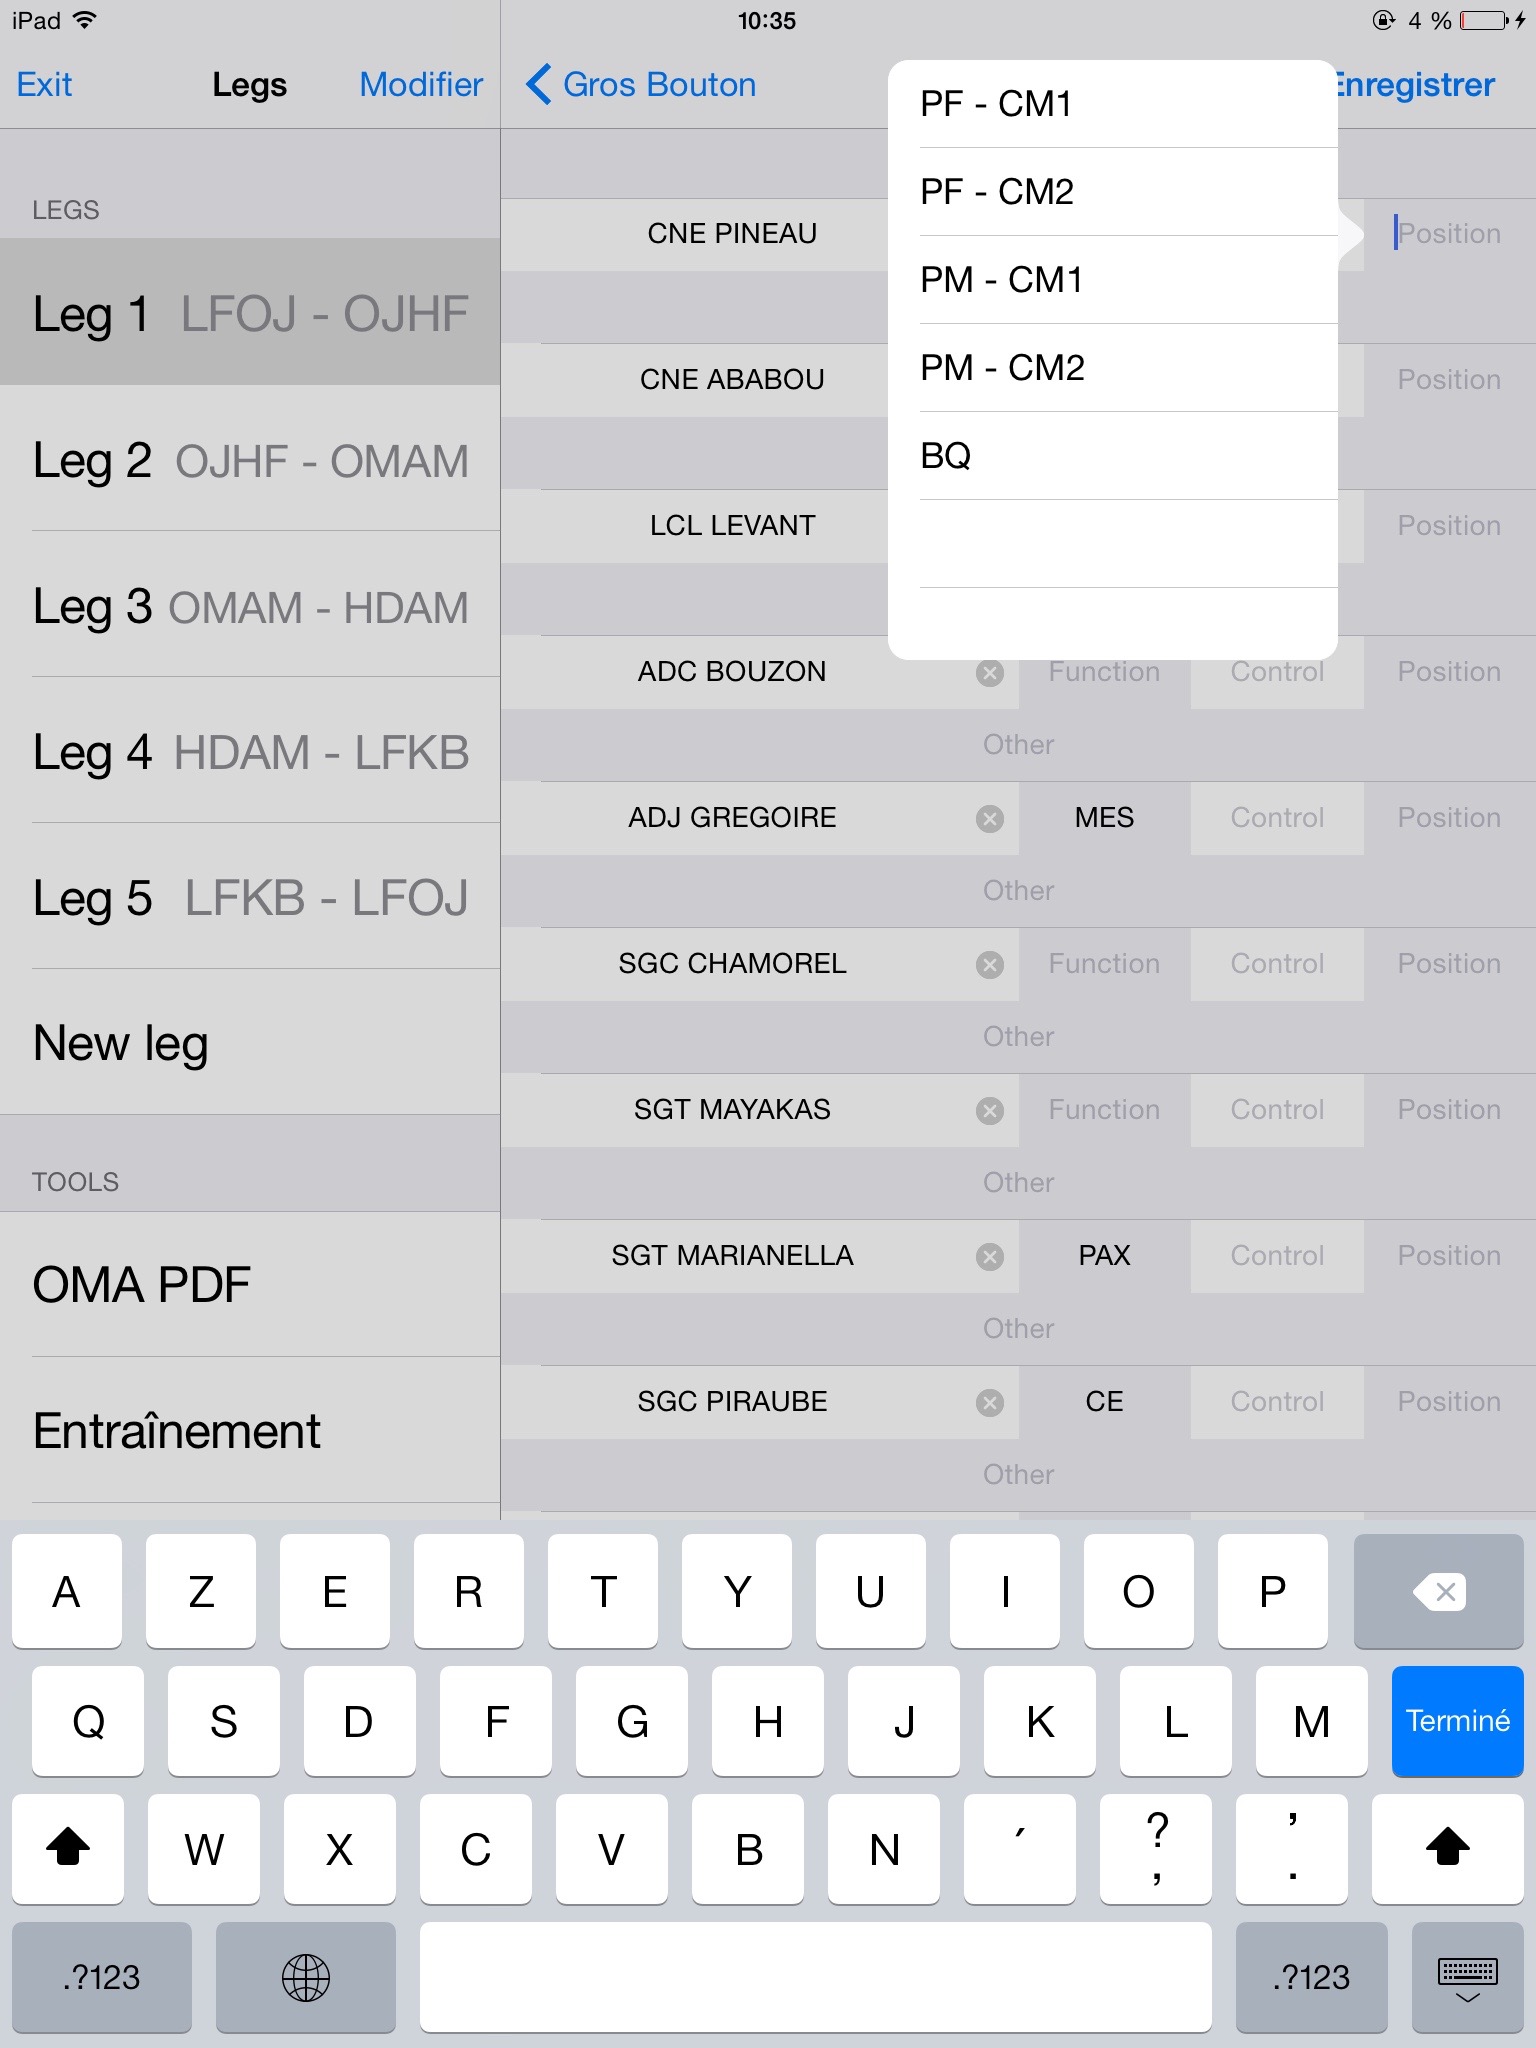 iPad 10:35 4 %
Exit Legs Modifier
Gros Bouton Enregistrer
LEGS
Leg 1 LFOJ - OJHF
Leg 2 OJHF - OMAM
Leg 3 OMAM - HDAM
Leg 4 HDAM - LFKB
Leg 5 LFKB - LFOJ
New leg
TOOLS
OMA PDF
Entraînement
PF - CM1
PF - CM2
PM - CM1
PM - CM2
BQ
CNE PINEAU Position
CNE ABABOU Position
LCL LEVANT Position
ADC BOUZON Function Control Position
Other
ADJ GREGOIRE MES Control Position
Other
SGC CHAMOREL Function Control Position
Other
SGT MAYAKAS Function Control Position
Other
SGT MARIANELLA PAX Control Position
Other
SGC PIRAUBE CE Control Position
Other
A Z E R T Y U I O P
Q S D F G H J K L M Terminé
W X C V B N ´ ? , ' .
.?123 .?123